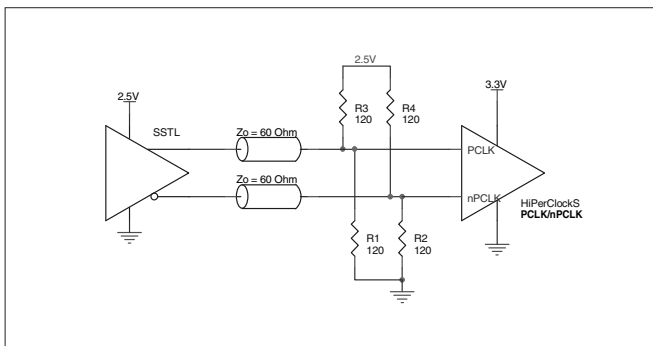 2.5V
3.3V
2.5V
R3
120
R4
120
SSTL
Zo = 60 Ohm
PCLK
Zo = 60 Ohm
nPCLK
HiPerClockS
PCLK/nPCLK
R1
120
R2
120